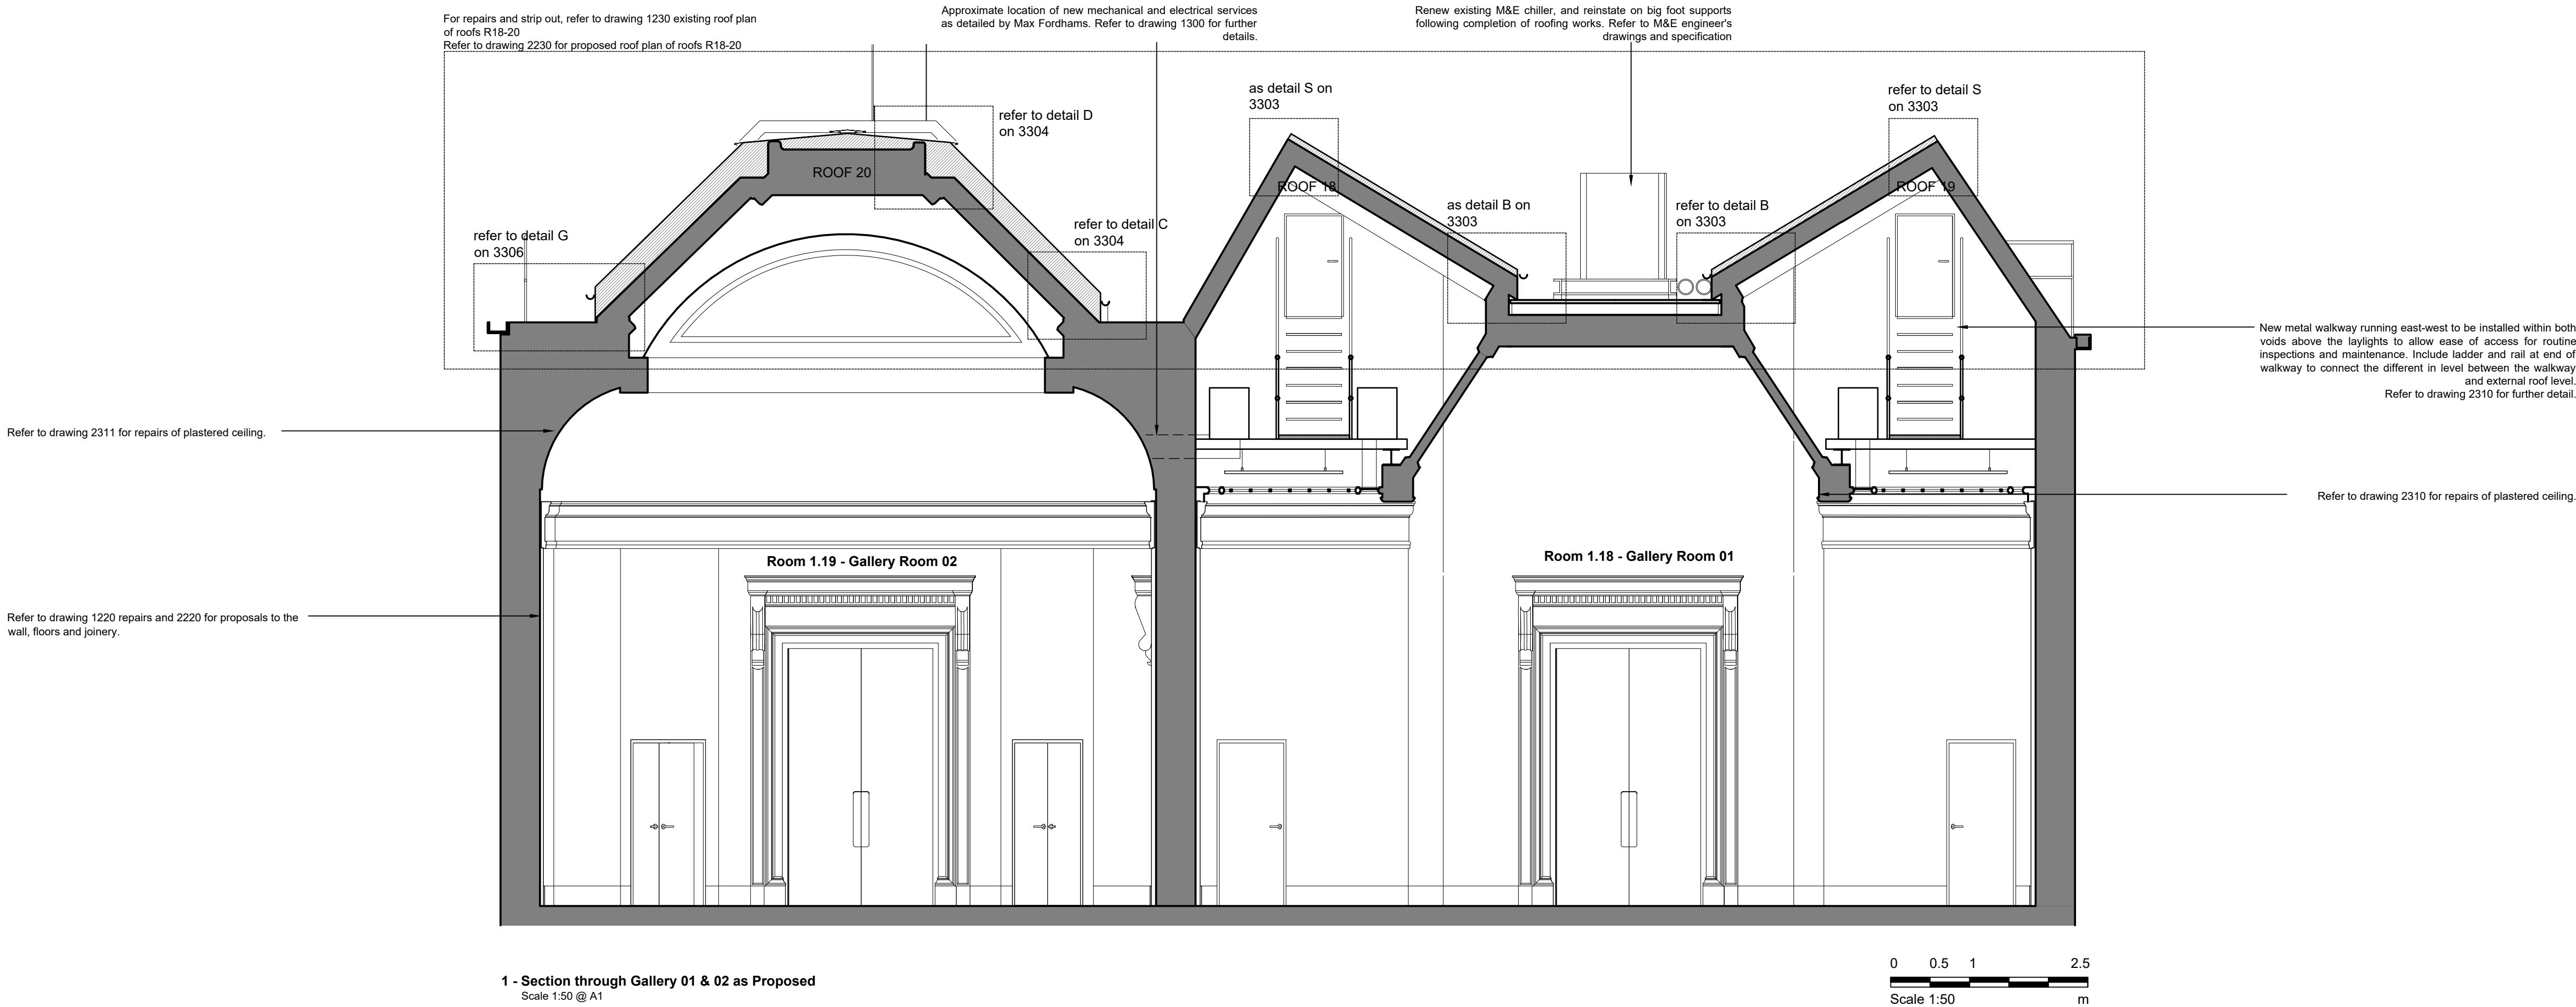 For repairs and strip out, refer to drawing 1230 existing roof plan
of roofs R18-20
Refer to drawing 2230 for proposed roof plan of roofs R18-20
Approximate location of new mechanical and electrical services
as detailed by Max Fordhams. Refer to drawing 1300 for further
details.
Renew existing M&E chiller, and reinstate on big foot supports
following completion of roofing works. Refer to M&E engineer's
drawings and specification
as detail S on
3303
refer to detail S
on 3303
refer to detail D
on 3304
ROOF 20
ROOF 18
ROOF 19
as detail B on
3303
refer to detail B
on 3303
refer to detail C
on 3304
refer to detail G
on 3306
New metal walkway running east-west to be installed within both
voids above the laylights to allow ease of access for routine
inspections and maintenance. Include ladder and rail at end of
walkway to connect the different in level between the walkway
and external roof level.
Refer to drawing 2310 for further detail.
Refer to drawing 2311 for repairs of plastered ceiling.
Refer to drawing 2310 for repairs of plastered ceiling.
Room 1.19 - Gallery Room 02
Room 1.18 - Gallery Room 01
Refer to drawing 1220 repairs and 2220 for proposals to the
wall, floors and joinery.
1 - Section through Gallery 01 & 02 as Proposed
Scale 1:50 @ A1
0 0.5 1 2.5
Scale 1:50 m